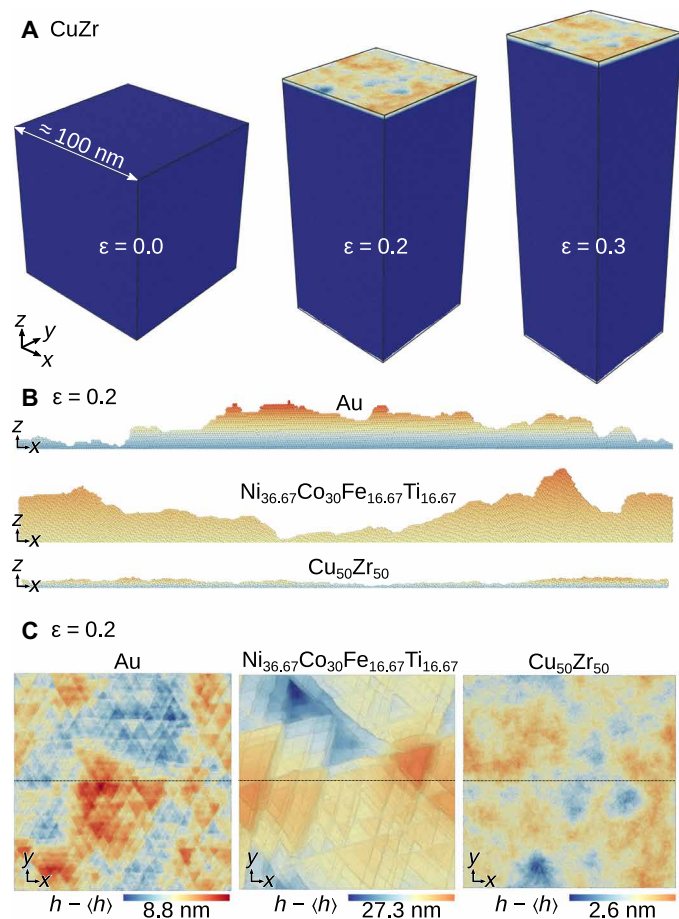 A CuZr
≈ 100 nm
ε = 0.0
ε = 0.2
ε = 0.3
z
y
x
B ε = 0.2
Au
z
x
Ni36.67Co30Fe16.67Ti16.67
z
x
Cu50Zr50
z
x
C ε = 0.2
Au Ni36.67Co30Fe16.67Ti16.67 Cu50Zr50
y y y
x x x
h − ⟨h⟩ 8.8 nm h − ⟨h⟩ 27.3 nm h − ⟨h⟩ 2.6 nm